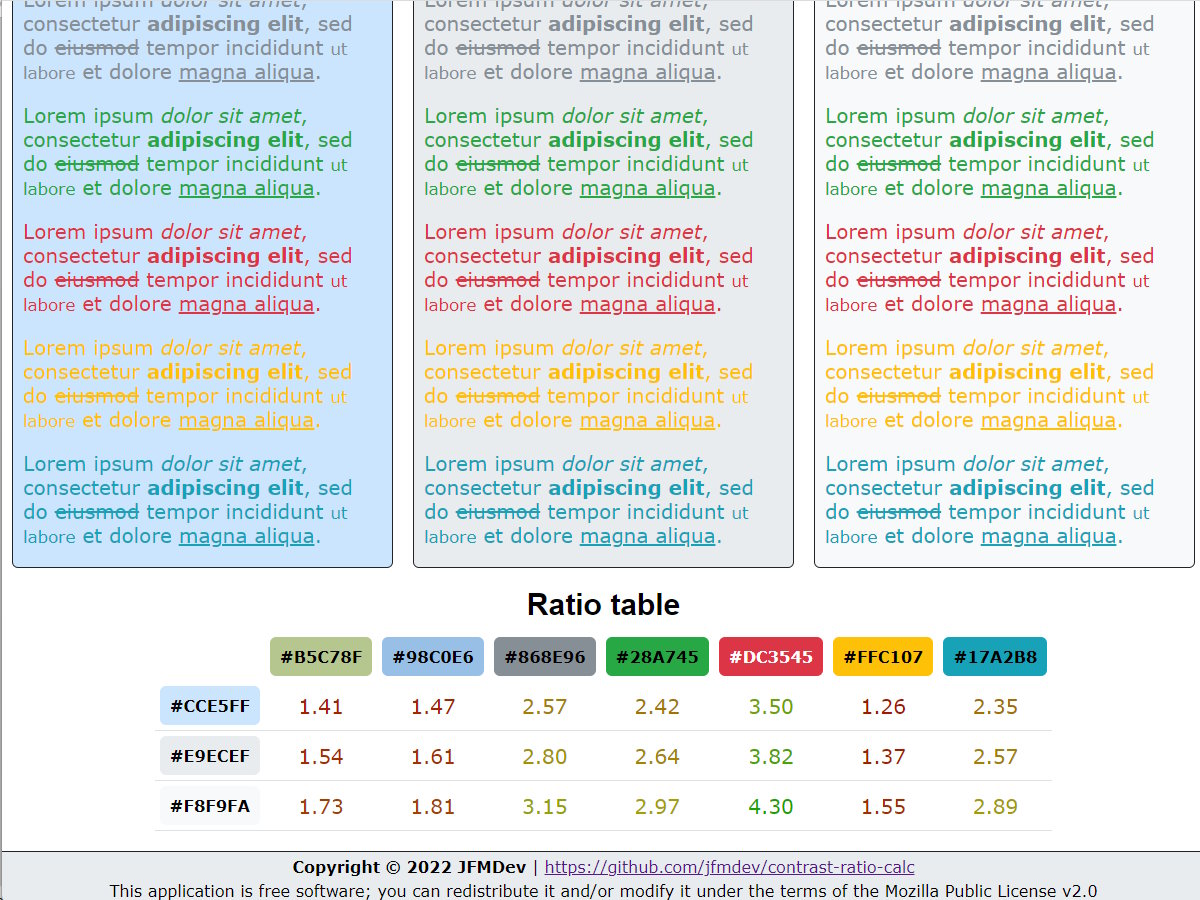 Lorem ipsum dolor sit amet,
consectetur adipiscing elit, sed
do eiusmod tempor incididunt ut
labore et dolore magna aliqua.
Lorem ipsum dolor sit amet,
consectetur adipiscing elit, sed
do eiusmod tempor incididunt ut
labore et dolore magna aliqua.
Lorem ipsum dolor sit amet,
consectetur adipiscing elit, sed
do eiusmod tempor incididunt ut
labore et dolore magna aliqua.
Lorem ipsum dolor sit amet,
consectetur adipiscing elit, sed
do eiusmod tempor incididunt ut
labore et dolore magna aliqua.
Lorem ipsum dolor sit amet,
consectetur adipiscing elit, sed
do eiusmod tempor incididunt ut
labore et dolore magna aliqua.
Lorem ipsum dolor sit amet,
consectetur adipiscing elit, sed
do eiusmod tempor incididunt ut
labore et dolore magna aliqua.
Lorem ipsum dolor sit amet,
consectetur adipiscing elit, sed
do eiusmod tempor incididunt ut
labore et dolore magna aliqua.
Lorem ipsum dolor sit amet,
consectetur adipiscing elit, sed
do eiusmod tempor incididunt ut
labore et dolore magna aliqua.
Lorem ipsum dolor sit amet,
consectetur adipiscing elit, sed
do eiusmod tempor incididunt ut
labore et dolore magna aliqua.
Lorem ipsum dolor sit amet,
consectetur adipiscing elit, sed
do eiusmod tempor incididunt ut
labore et dolore magna aliqua.
Lorem ipsum dolor sit amet,
consectetur adipiscing elit, sed
do eiusmod tempor incididunt ut
labore et dolore magna aliqua.
Lorem ipsum dolor sit amet,
consectetur adipiscing elit, sed
do eiusmod tempor incididunt ut
labore et dolore magna aliqua.
Lorem ipsum dolor sit amet,
consectetur adipiscing elit, sed
do eiusmod tempor incididunt ut
labore et dolore magna aliqua.
Lorem ipsum dolor sit amet,
consectetur adipiscing elit, sed
do eiusmod tempor incididunt ut
labore et dolore magna aliqua.
Lorem ipsum dolor sit amet,
consectetur adipiscing elit, sed
do eiusmod tempor incididunt ut
labore et dolore magna aliqua.
Ratio table
#B5C78F #98C0E6 #868E96 #28A745 #DC3545 #FFC107 #17A2B8
#CCE5FF 1.41 1.47 2.57 2.42 3.50 1.26 2.35
#E9ECEF 1.54 1.61 2.80 2.64 3.82 1.37 2.57
#F8F9FA 1.73 1.81 3.15 2.97 4.30 1.55 2.89
Copyright © 2022 JFMDev | https://github.com/jfmdev/contrast-ratio-calc
This application is free software; you can redistribute it and/or modify it under the terms of the Mozilla Public License v2.0